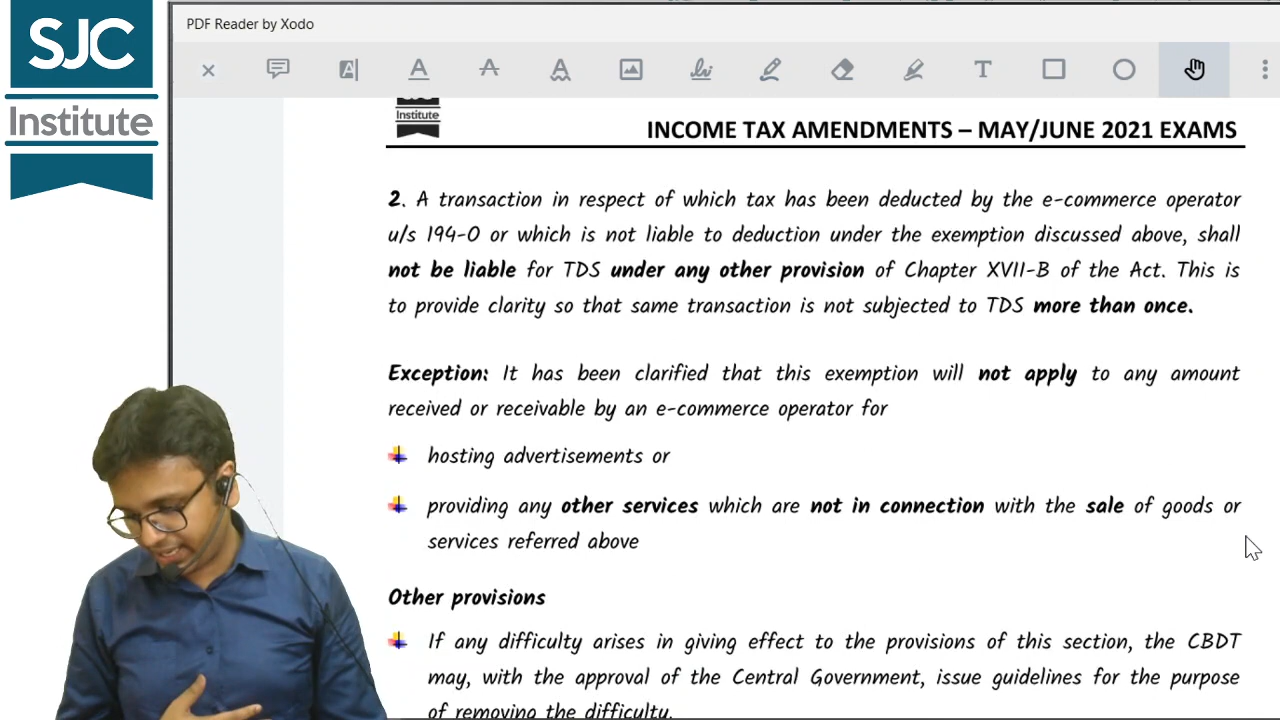 SJC
Institute
PDF Reader by Xodo
Institute
INCOME TAX AMENDMENTS – MAY/JUNE 2021 EXAMS
2. A transaction in respect of which tax has been deducted by the e-commerce operator
u/s 194-O or which is not liable to deduction under the exemption discussed above, shall
not be liable for TDS under any other provision of Chapter XVII-B of the Act. This is
to provide clarity so that same transaction is not subjected to TDS more than once.
Exception: It has been clarified that this exemption will not apply to any amount
received or receivable by an e-commerce operator for
hosting advertisements or
providing any other services which are not in connection with the sale of goods or
services referred above
Other provisions
If any difficulty arises in giving effect to the provisions of this section, the CBDT
may, with the approval of the Central Government, issue guidelines for the purpose
of removing the difficulty.